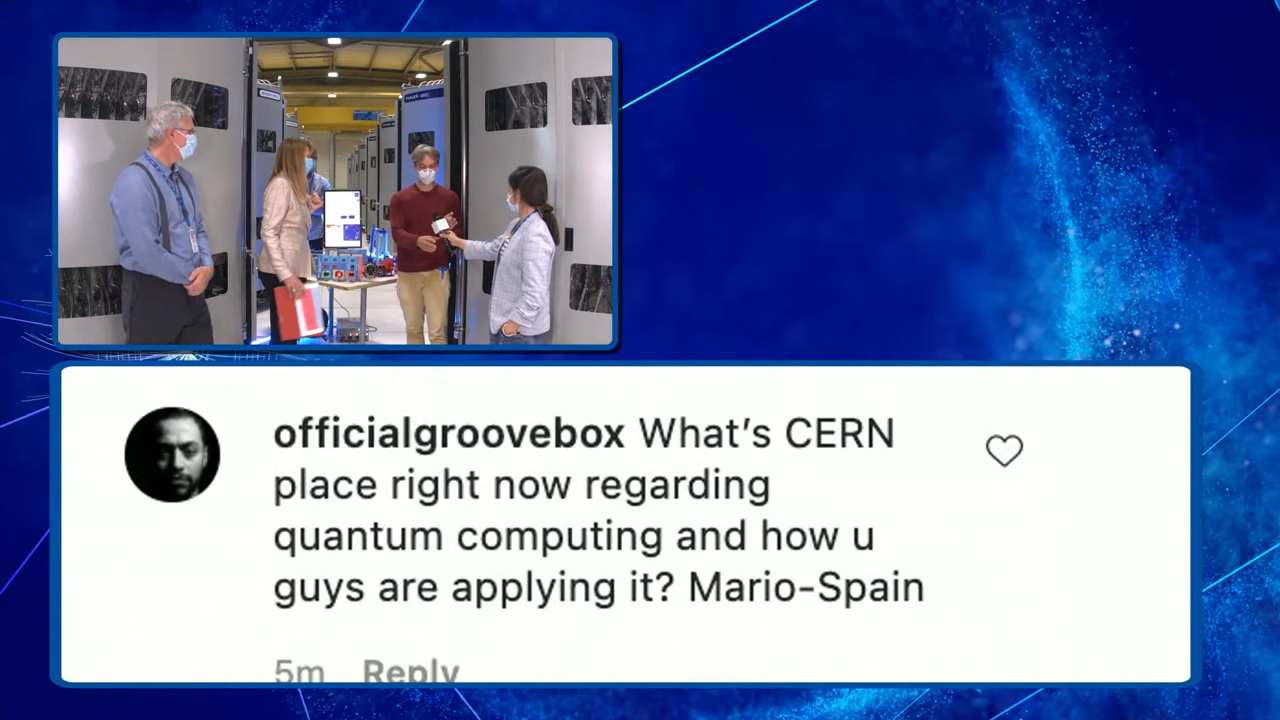 officialgroovebox What's CERN
place right now regarding
quantum computing and how u
guys are applying it? Mario-Spain
5m Reply